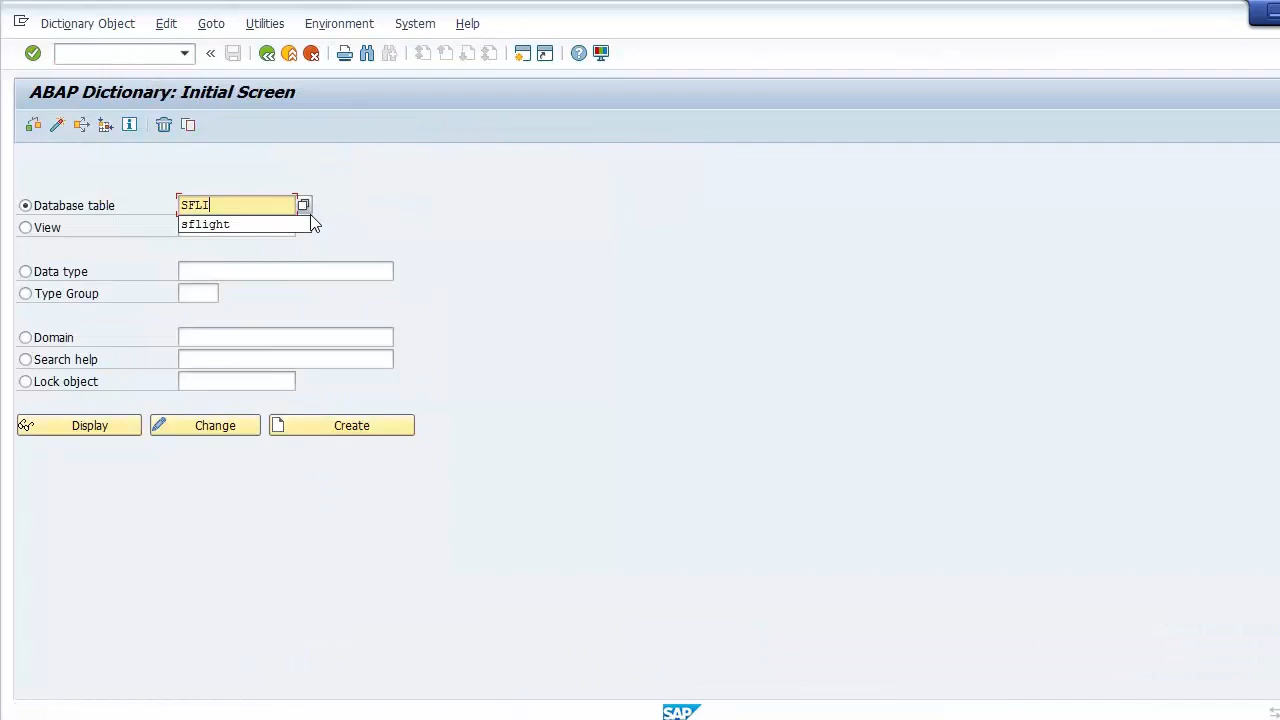 Dictionary Object Edit Goto Utilities Environment System Help
ABAP Dictionary: Initial Screen
Database table SFLI
sflight
View
Data type
Type Group
Domain
Search help
Lock object
Display Change Create
SAP